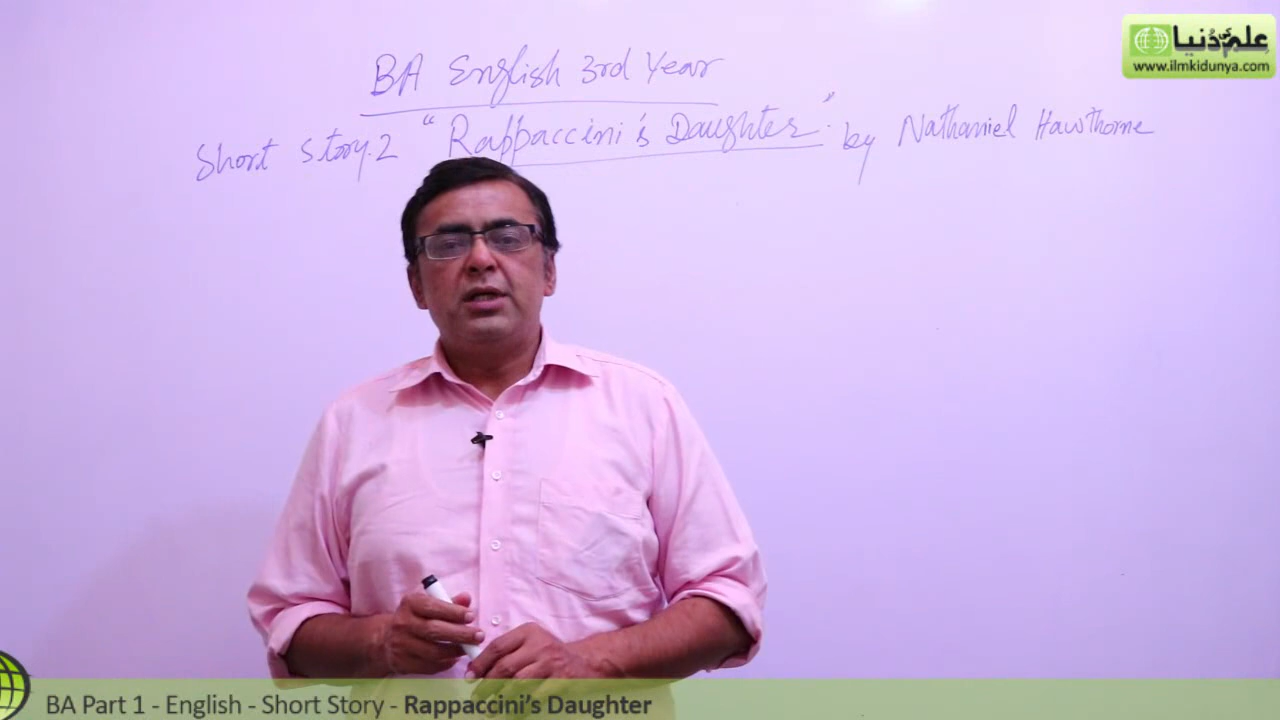 علم کی دُنیا
www.ilmkidunya.com
BA English 3rd Year
Short Story.2 "Rappaccini's Daughter" by Nathaniel Hawthorne
BA Part 1 - English - Short Story - Rappaccini's Daughter